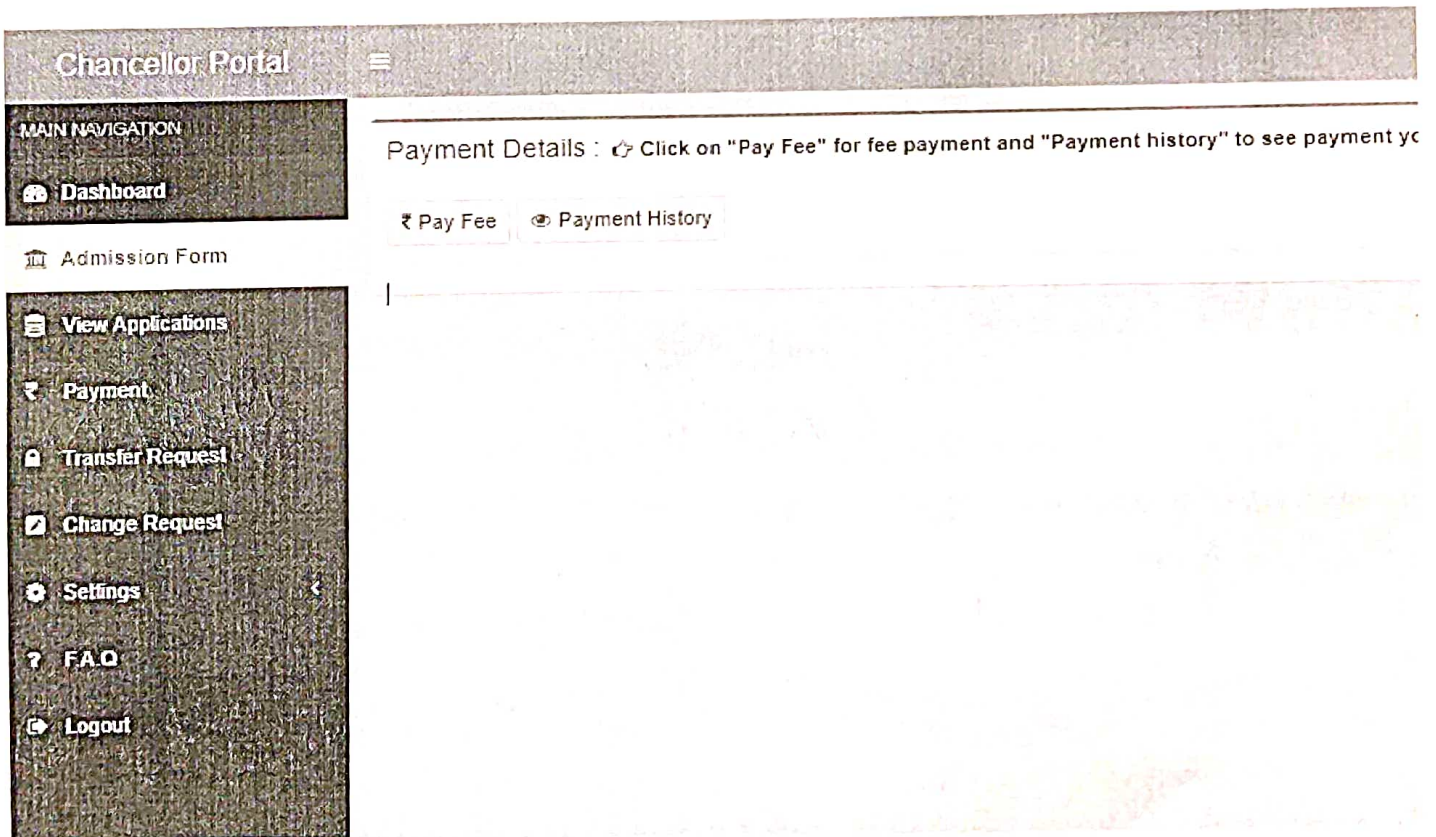 Chancellor Portal
MAIN NAVIGATION
Dashboard
Admission Form
View Applications
₹ Payment
Transfer Request
Change Request
Settings
? F.A.Q
Logout
Payment Details : Click on "Pay Fee" for fee payment and "Payment history" to see payment yo
₹ Pay Fee
Payment History